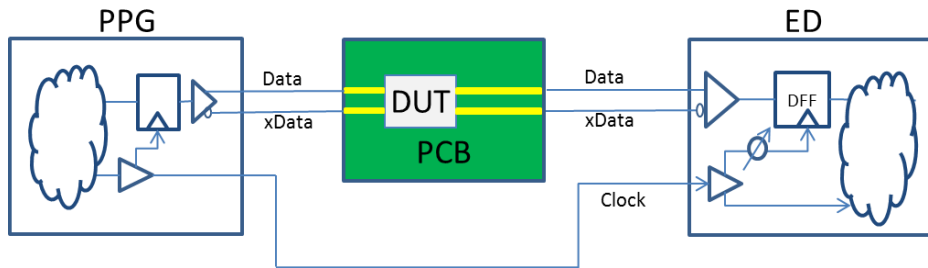 PPG
ED
Data
Data
DUT
DFF
xData
xData
PCB
Clock